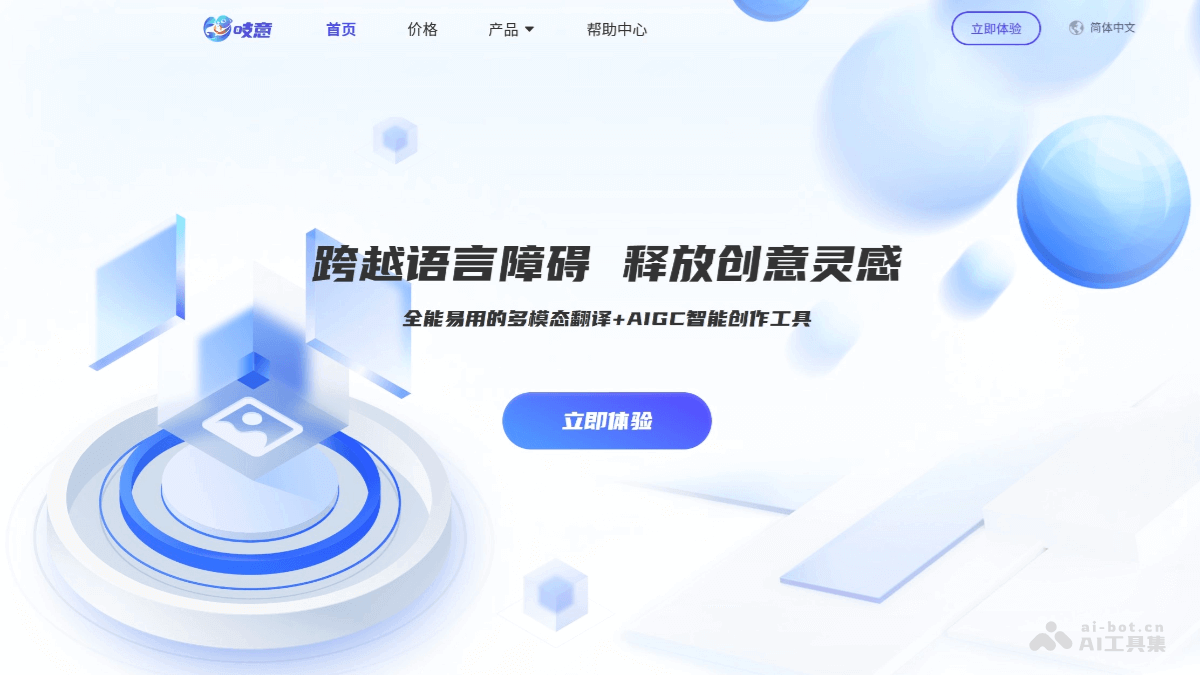 吱意
首页
价格
产品
帮助中心
立即体验
简体中文
跨越语言障碍 释放创意灵感
全能易用的多模态翻译+AIGC智能创作工具
立即体验
ai-bot.cn
AI工具集